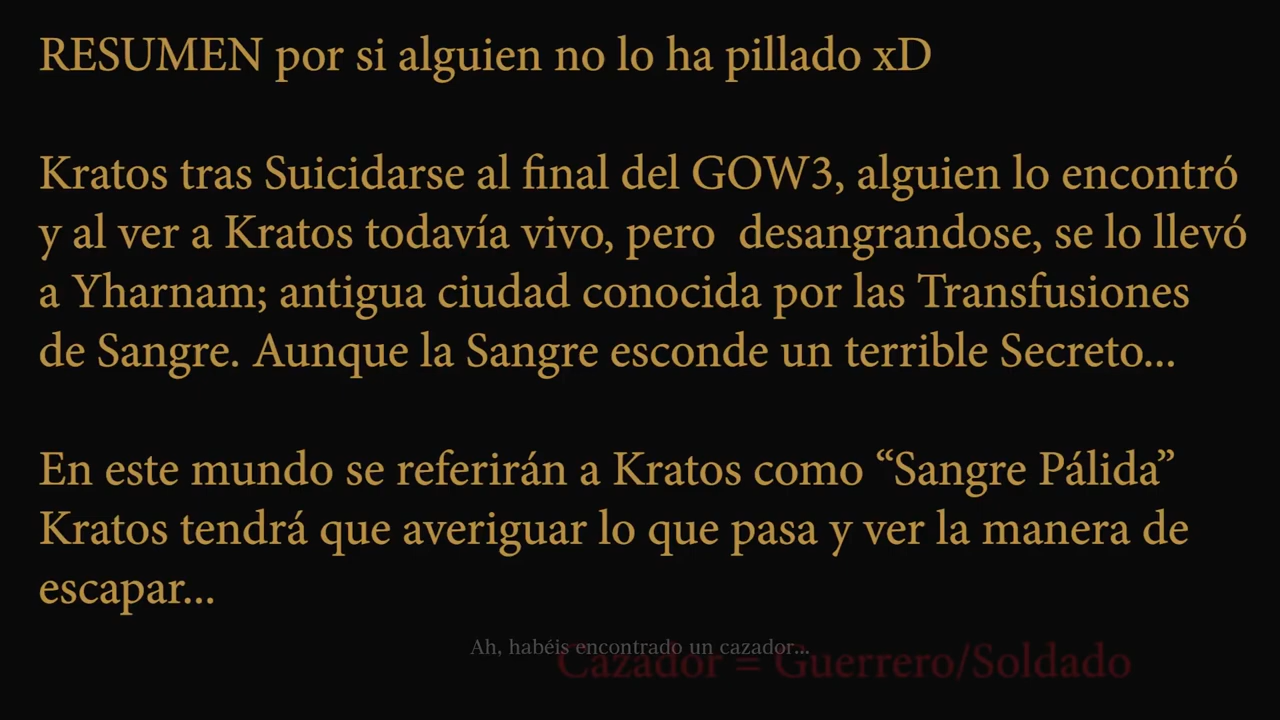 RESUMEN por si alguien no lo ha pillado xD
Kratos tras Suicidarse al final del GOW3, alguien lo encontró
y al ver a Kratos todavía vivo, pero desangrandose, se lo llevó
a Yharnam; antigua ciudad conocida por las Transfusiones
de Sangre. Aunque la Sangre esconde un terrible Secreto...
En este mundo se referirán a Kratos como “Sangre Pálida”
Kratos tendrá que averiguar lo que pasa y ver la manera de
escapar...
Ah, habéis encontrado un cazador...
Cazador = Guerrero/Soldado